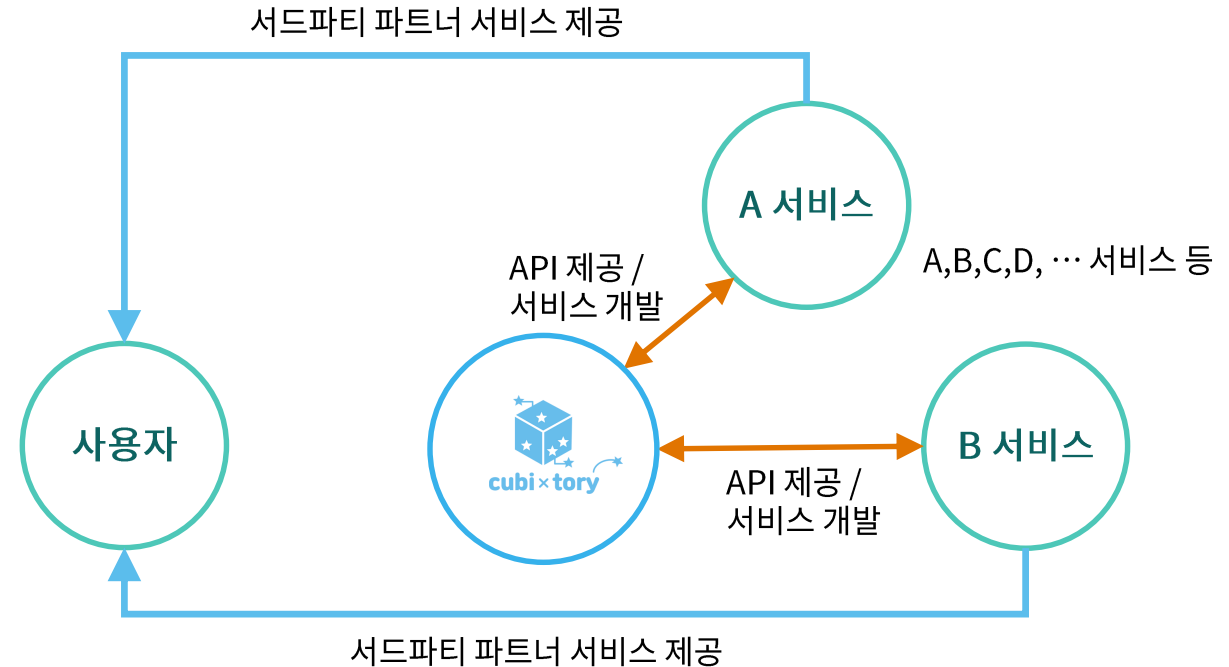 서드파티 파트너 서비스 제공
A 서비스
API 제공 /
서비스 개발
A,B,C,D, … 서비스 등
사용자
cubi×tory
B 서비스
API 제공 /
서비스 개발
서드파티 파트너 서비스 제공